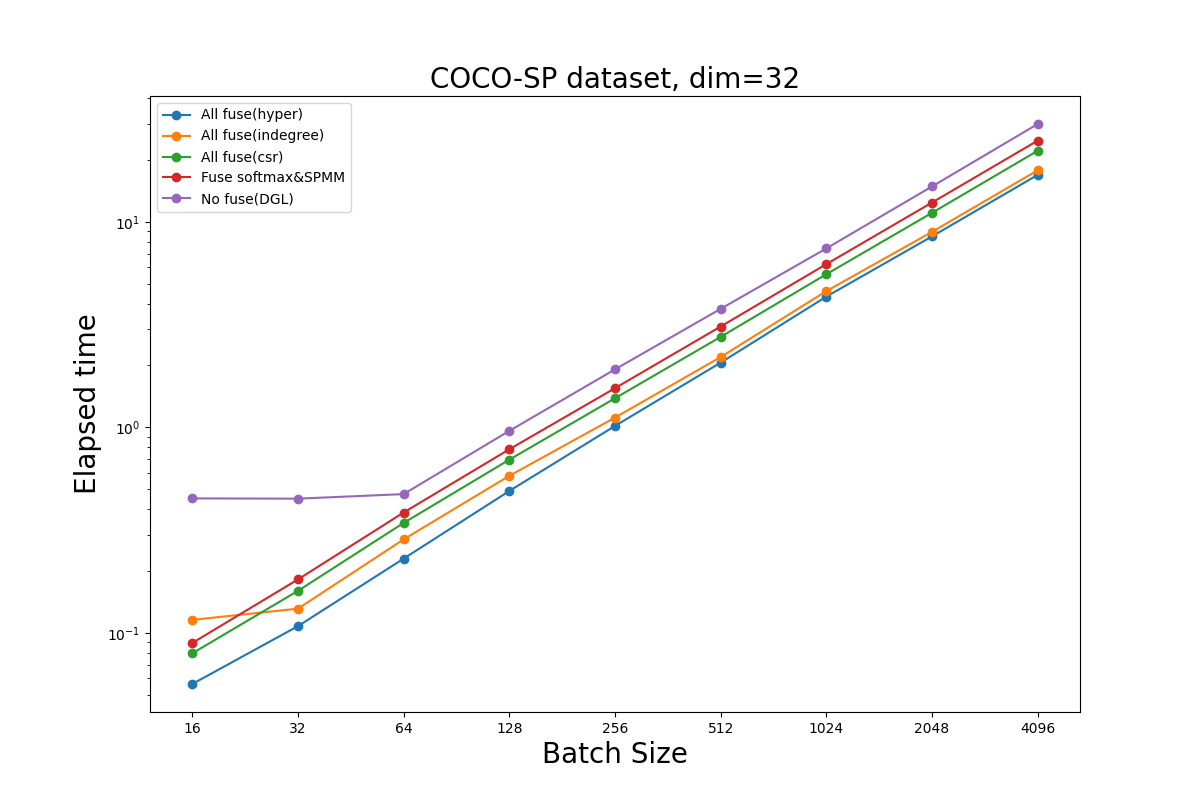 COCO-SP dataset, dim=32
All fuse(hyper)
All fuse(indegree)
All fuse(csr)
Fuse softmax&SPMM
No fuse(DGL)
Elapsed time
10¹
10⁰
10⁻¹
16 32 64 128 256 512 1024 2048 4096
Batch Size